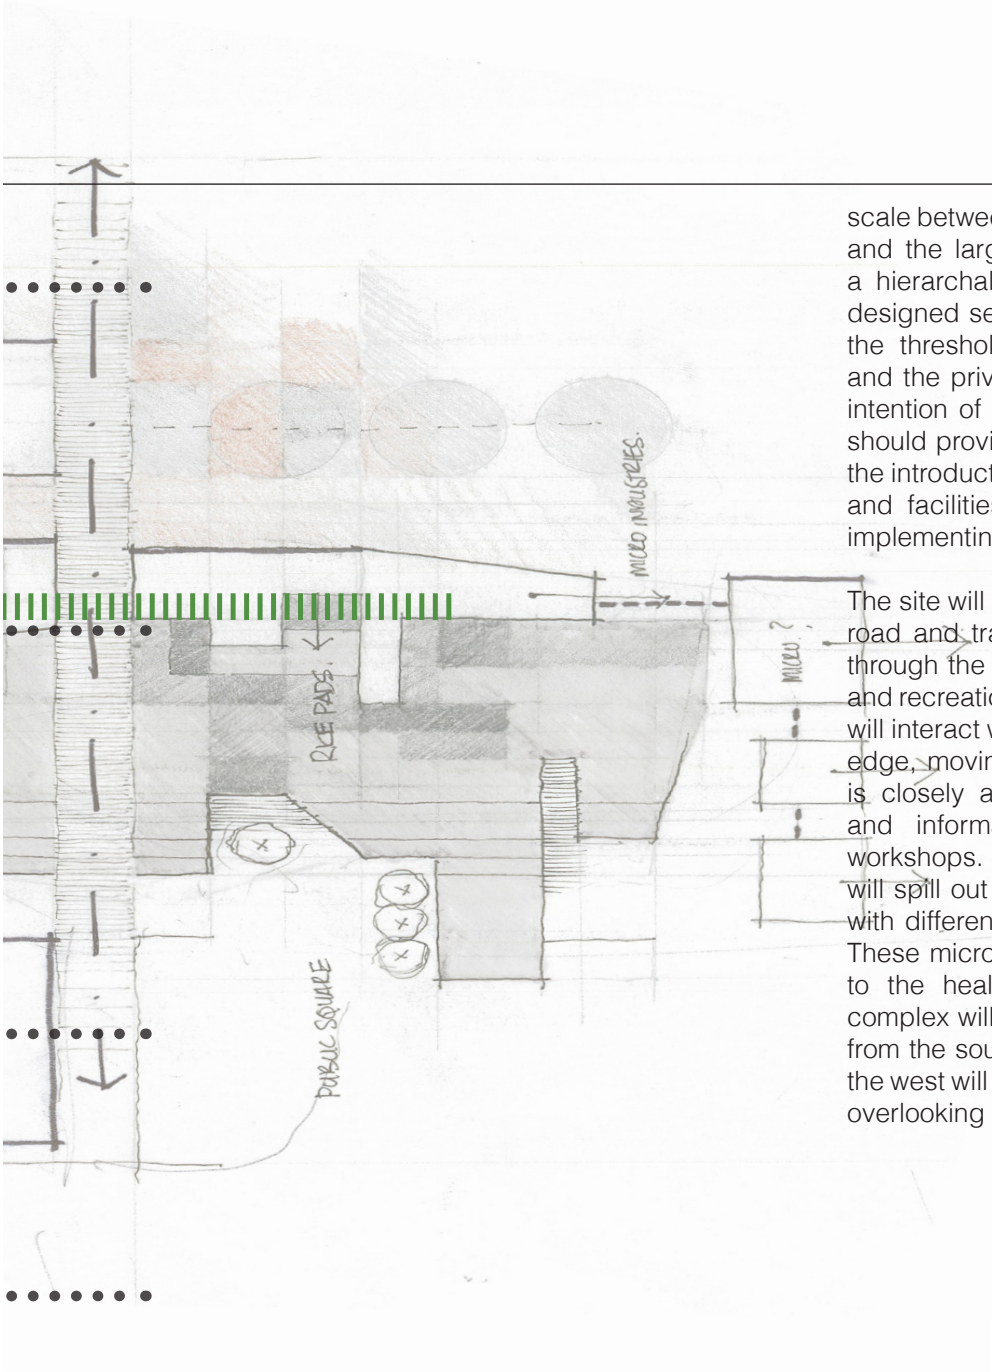 MICRO INDUSTRIES.
MICRO.?
RICE PADS.
PUBLIC SQUARE
scale betwee
and the larg
a hierarchal
designed se
the threshol
and the priv
intention of
should provi
the introduct
and facilities
implementin
The site will
road and tra
through the
and recreatio
will interact w
edge, movin
is closely a
and informa
workshops.
will spill out
with differen
These micro
to the heal
complex will
from the sou
the west will
overlooking